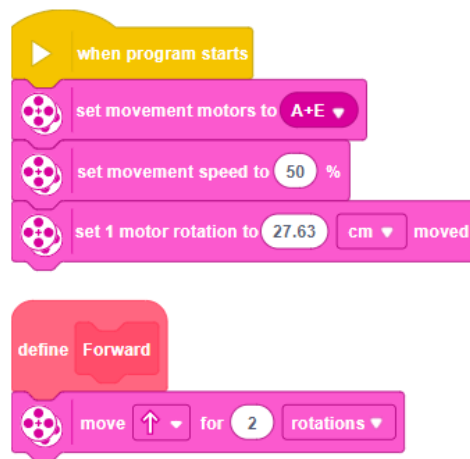 when program starts
set movement motors to A+E
set movement speed to 50 %
set 1 motor rotation to 27.63 cm moved
define Forward
move for 2 rotations